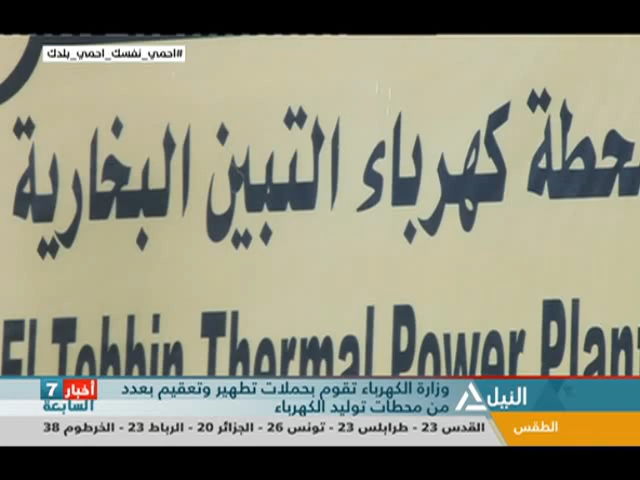 #احمي_نفسك_احمي_بلدك
محطة كهرباء التبين البخارية
El Tebbin Thermal Power Plant
وزارة الكهرباء تقوم بحملات تطهير وتعقيم بعدد
من محطات توليد الكهرباء
النيل
أخبار 7
السابعة
الطقس
القدس 23 - طرابلس 23 - تونس 26 - الجزائر 20 - الرباط 23 - الخرطوم 38